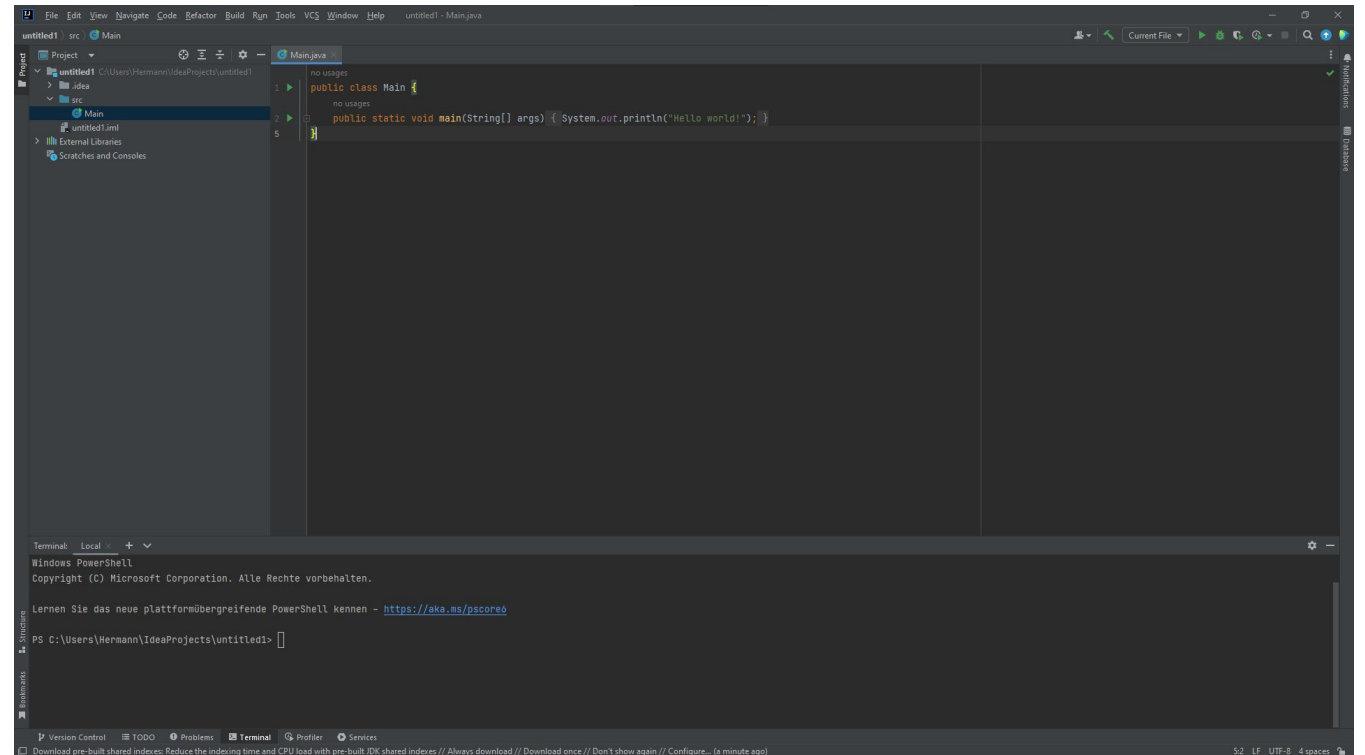 File Edit View Navigate Code Refactor Build Run Tools VCS Window Help untitled1 - Main.java
untitled1 src Main
Current File
Project
Main.java
Project
untitled1 C:\Users\Hermann\IdeaProjects\untitled1
.idea
src
Main
untitled1.iml
External Libraries
Scratches and Consoles
no usages
1 public class Main {
no usages
2 public static void main(String[] args) { System.out.println("Hello world!"); }
5 }
Notifications
Database
Terminal: Local
Windows PowerShell
Copyright (C) Microsoft Corporation. Alle Rechte vorbehalten.
Lernen Sie das neue plattformübergreifende PowerShell kennen – https://aka.ms/pscore6
PS C:\Users\Hermann\IdeaProjects\untitled1>
Structure
Bookmarks
Version Control TODO Problems Terminal Profiler Services
Download pre-built shared indexes: Reduce the indexing time and CPU load with pre-built JDK shared indexes // Always download // Download once // Don't show again // Configure... (a minute ago)
5:2 LF UTF-8 4 spaces